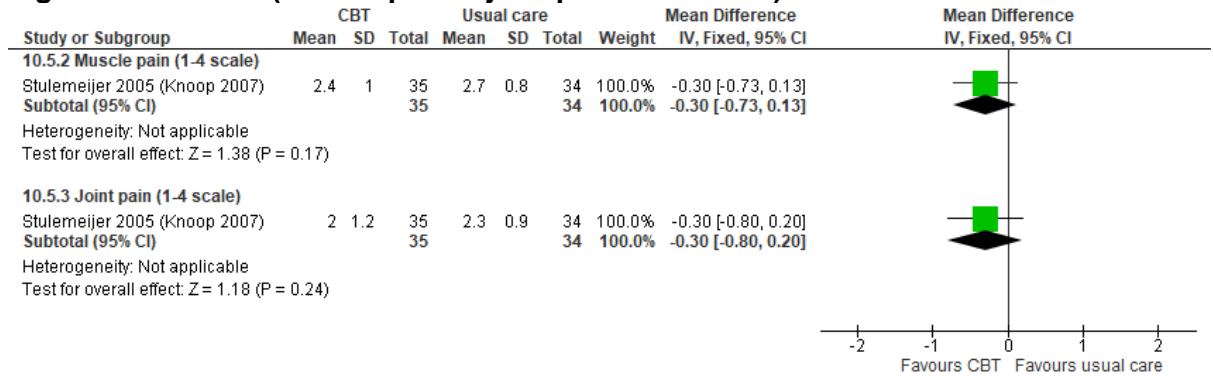 CBT Usual care Mean Difference Mean Difference
Study or Subgroup Mean SD Total Mean SD Total Weight IV, Fixed, 95% CI IV, Fixed, 95% CI
10.5.2 Muscle pain (1-4 scale)
Stulemeijer 2005 (Knoop 2007) 2.4 1 35 2.7 0.8 34 100.0% -0.30 [-0.73, 0.13]
Subtotal (95% CI) 35 34 100.0% -0.30 [-0.73, 0.13]
Heterogeneity: Not applicable
Test for overall effect: Z = 1.38 (P = 0.17)
10.5.3 Joint pain (1-4 scale)
Stulemeijer 2005 (Knoop 2007) 2 1.2 35 2.3 0.9 34 100.0% -0.30 [-0.80, 0.20]
Subtotal (95% CI) 35 34 100.0% -0.30 [-0.80, 0.20]
Heterogeneity: Not applicable
Test for overall effect: Z = 1.18 (P = 0.24)
-2 -1 0 1 2
Favours CBT Favours usual care